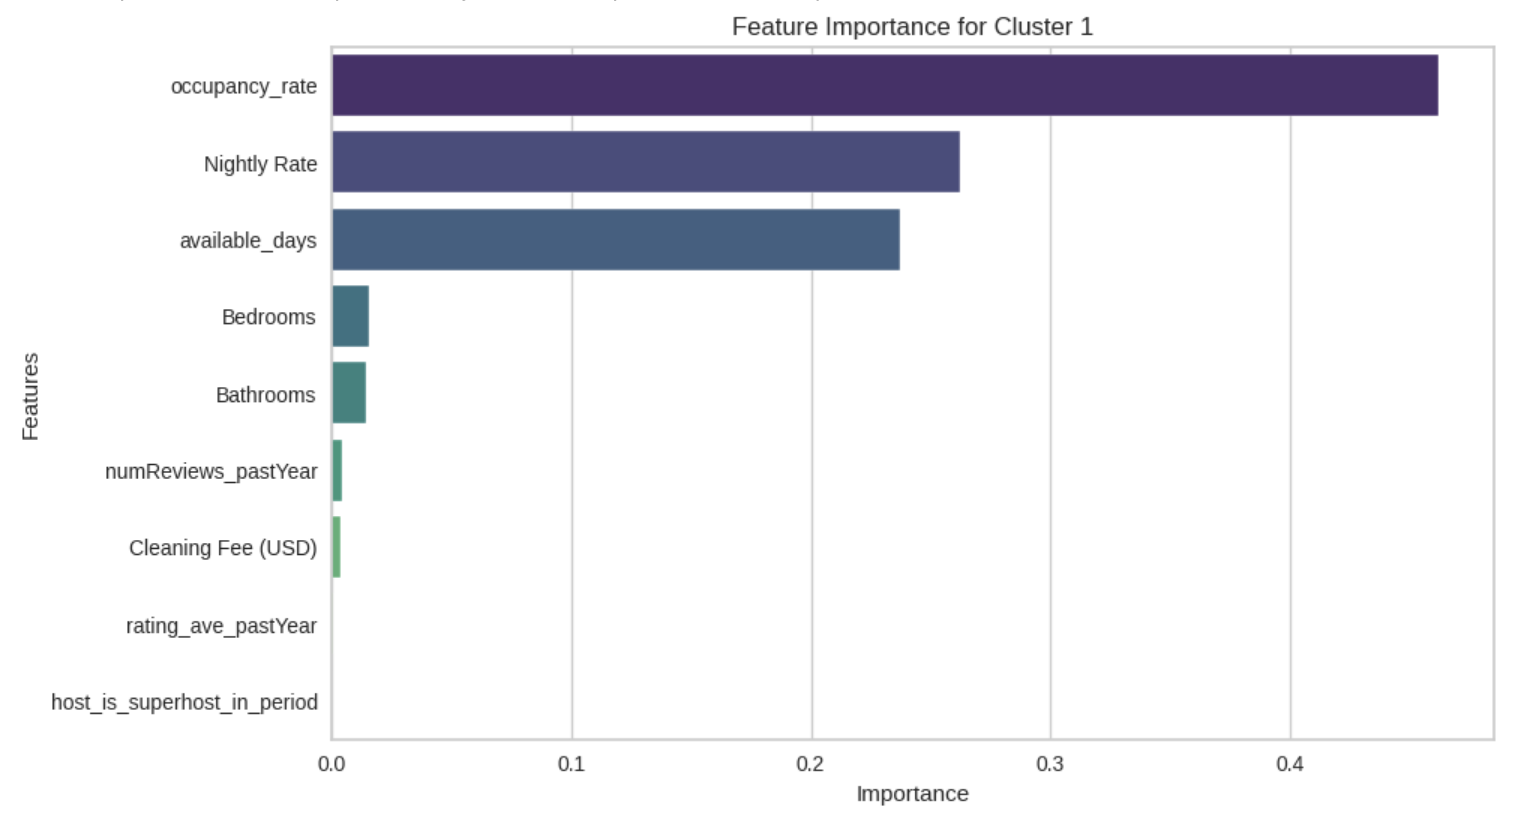 Feature Importance for Cluster 1
occupancy_rate
Nightly Rate
available_days
Bedrooms
Bathrooms
numReviews_pastYear
Cleaning Fee (USD)
rating_ave_pastYear
host_is_superhost_in_period
Features
0.0 0.1 0.2 0.3 0.4
Importance